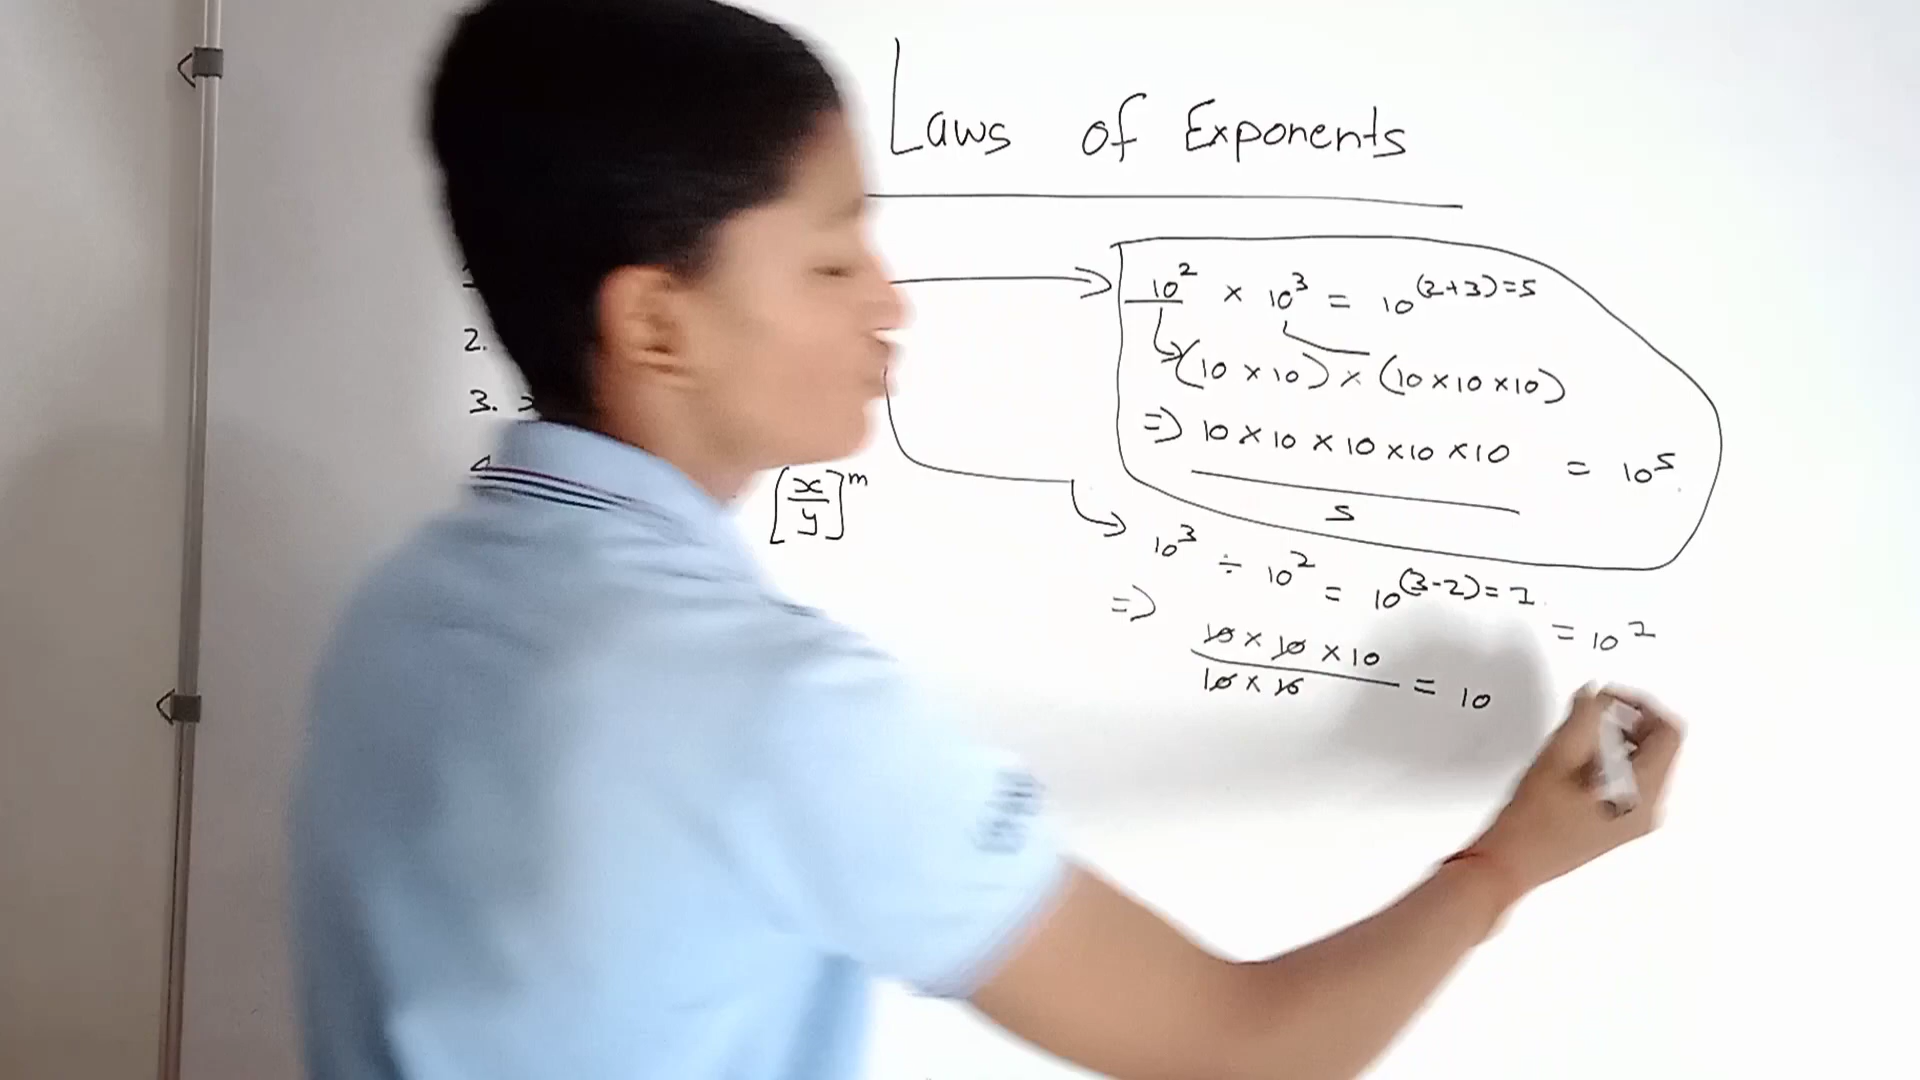 Laws of Exponents
2.
3. x
4
[x/y]^m
10^2 × 10^3 = 10^(2+3)=5
(10 × 10) × (10 × 10 × 10)
⇒ 10 × 10 × 10 × 10 × 10 = 10^5
5
10^3 ÷ 10^2 = 10^(3-2)=1
= 10^1
⇒ 10 × 10 × 10 / 10 × 10 = 10